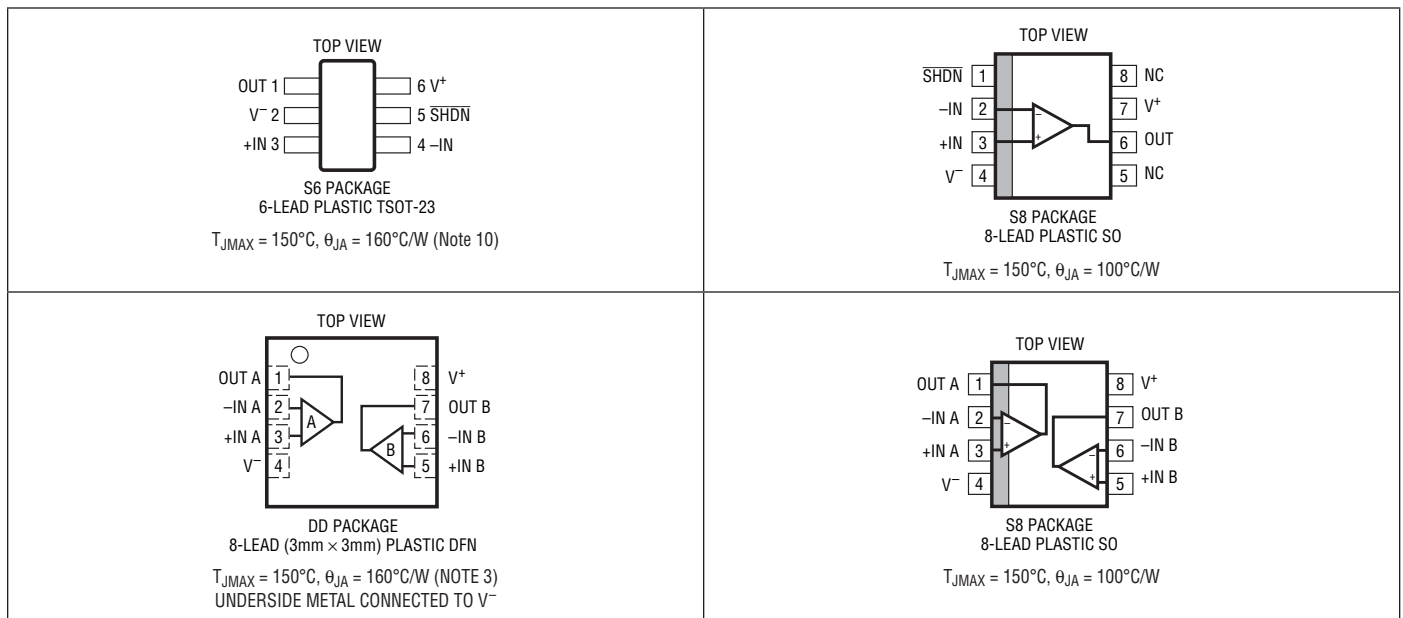 TOP VIEW
OUT 1
V– 2
+IN 3
6 V+
5 SHDN
4 –IN
S6 PACKAGE
6-LEAD PLASTIC TSOT-23
TJMAX = 150°C, θJA = 160°C/W (Note 10)
TOP VIEW
SHDN 1
–IN 2
+IN 3
V– 4
–
+
8 NC
7 V+
6 OUT
5 NC
S8 PACKAGE
8-LEAD PLASTIC SO
TJMAX = 150°C, θJA = 100°C/W
TOP VIEW
OUT A 1
–IN A 2
+IN A 3
V– 4
A
B
8 V+
7 OUT B
6 –IN B
5 +IN B
DD PACKAGE
8-LEAD (3mm × 3mm) PLASTIC DFN
TJMAX = 150°C, θJA = 160°C/W (NOTE 3)
UNDERSIDE METAL CONNECTED TO V–
TOP VIEW
OUT A 1
–IN A 2
+IN A 3
V– 4
–
+
–
+
8 V+
7 OUT B
6 –IN B
5 +IN B
S8 PACKAGE
8-LEAD PLASTIC SO
TJMAX = 150°C, θJA = 100°C/W